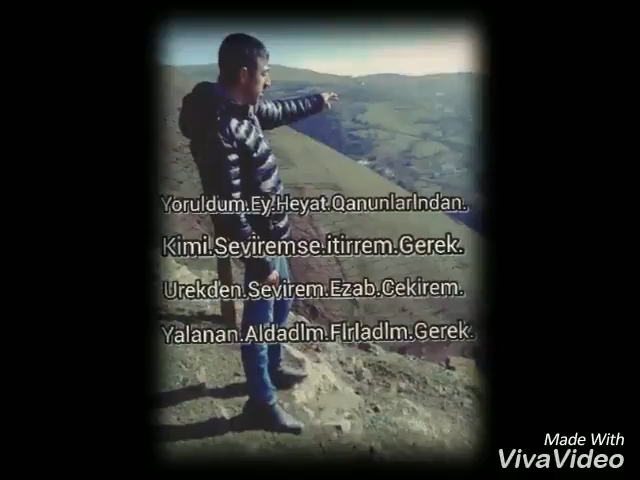 Yoruldum.Ey.Heyat.QanunlarIndan.
Kimi.Seviremse.itirrem.Gerek.
Urekden.Sevirem.Ezab.Cekirem.
Yalanan.AldadIm.FIrladIm.Gerek.
Made With
VivaVideo